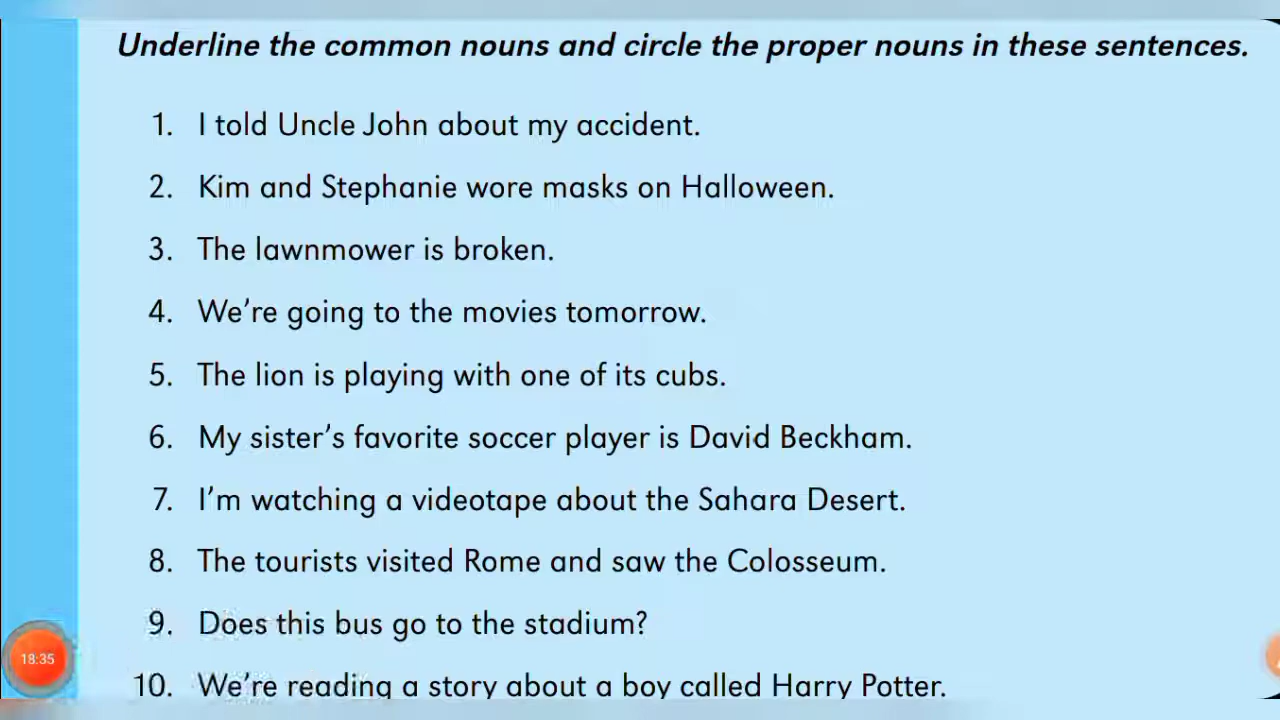 Underline the common nouns and circle the proper nouns in these sentences.
1. I told Uncle John about my accident.
2. Kim and Stephanie wore masks on Halloween.
3. The lawnmower is broken.
4. We're going to the movies tomorrow.
5. The lion is playing with one of its cubs.
6. My sister's favorite soccer player is David Beckham.
7. I'm watching a videotape about the Sahara Desert.
8. The tourists visited Rome and saw the Colosseum.
9. Does this bus go to the stadium?
18:35
10. We're reading a story about a boy called Harry Potter.